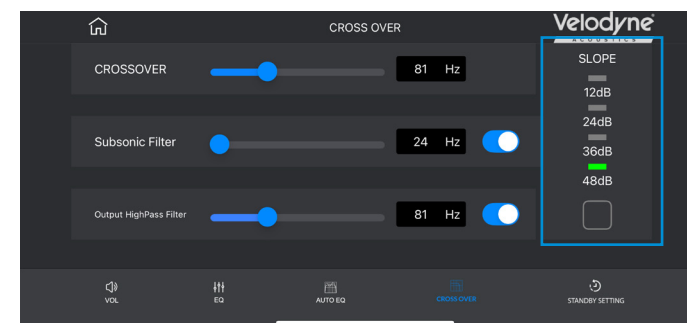 CROSS OVER
Velodyne
ACOUSTICS
CROSSOVER
81 Hz
SLOPE
12dB
24dB
36dB
48dB
Subsonic Filter
24 Hz
Output HighPass Filter
81 Hz
VOL
EQ
AUTO EQ
CROSS OVER
STANDBY SETTING